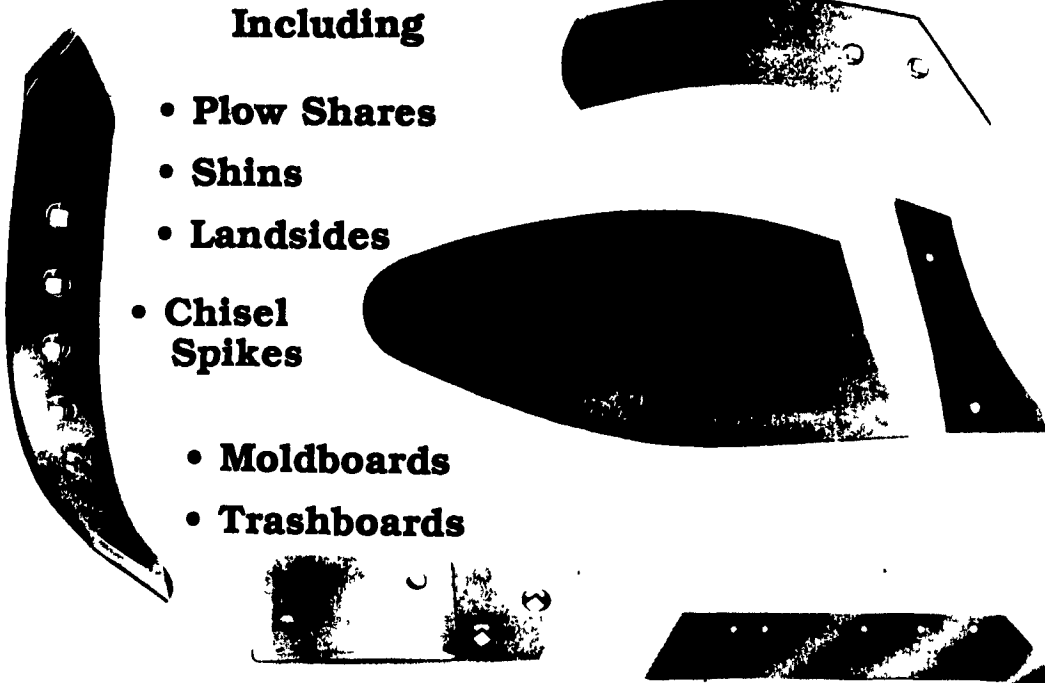 Including
• Plow Shares
• Shins
• Landsides
• Chisel
Spikes
• Moldboards
• Trashboards